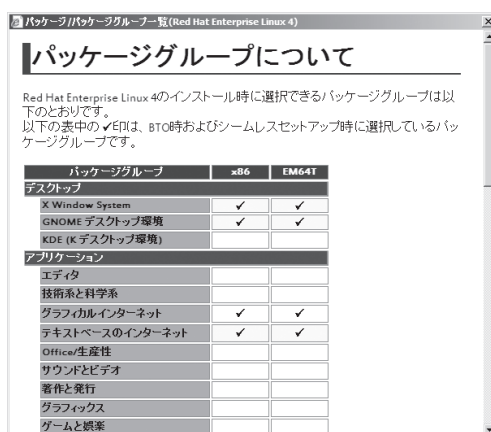 パッケージ/パッケージグループ一覧(Red Hat Enterprise Linux 4)
パッケージグループについて
Red Hat Enterprise Linux 4のインストール時に選択できるパッケージグループは以
下のとおりです。
以下の表中の✓印は、BTO時およびシームレスセットアップ時に選択しているパッ
ケージグループです。
パッケージグループ x86 EM64T
デスクトップ
X Window System ✓ ✓
GNOME デスクトップ環境 ✓ ✓
KDE (K デスクトップ環境)
アプリケーション
エディタ
技術系と科学系
グラフィカルインターネット ✓ ✓
テキストベースのインターネット ✓ ✓
Office/生産性
サウンドとビデオ
著作と発行
グラフィックス
ゲームと娯楽